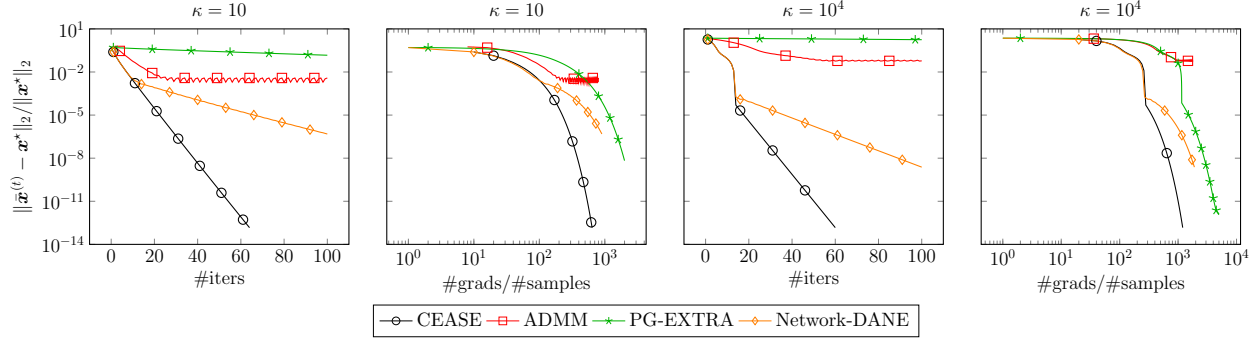 κ = 10
κ = 10
κ = 10⁴
κ = 10⁴
‖x̄⁽ᵗ⁾ − x⋆‖₂/‖x⋆‖₂
10¹
10⁻²
10⁻⁵
10⁻⁸
10⁻¹¹
10⁻¹⁴
0 20 40 60 80 100
10⁰ 10¹ 10² 10³
0 20 40 60 80 100
10⁰ 10¹ 10² 10³ 10⁴
#iters
#grads/#samples
#iters
#grads/#samples
CEASE ADMM PG-EXTRA Network-DANE